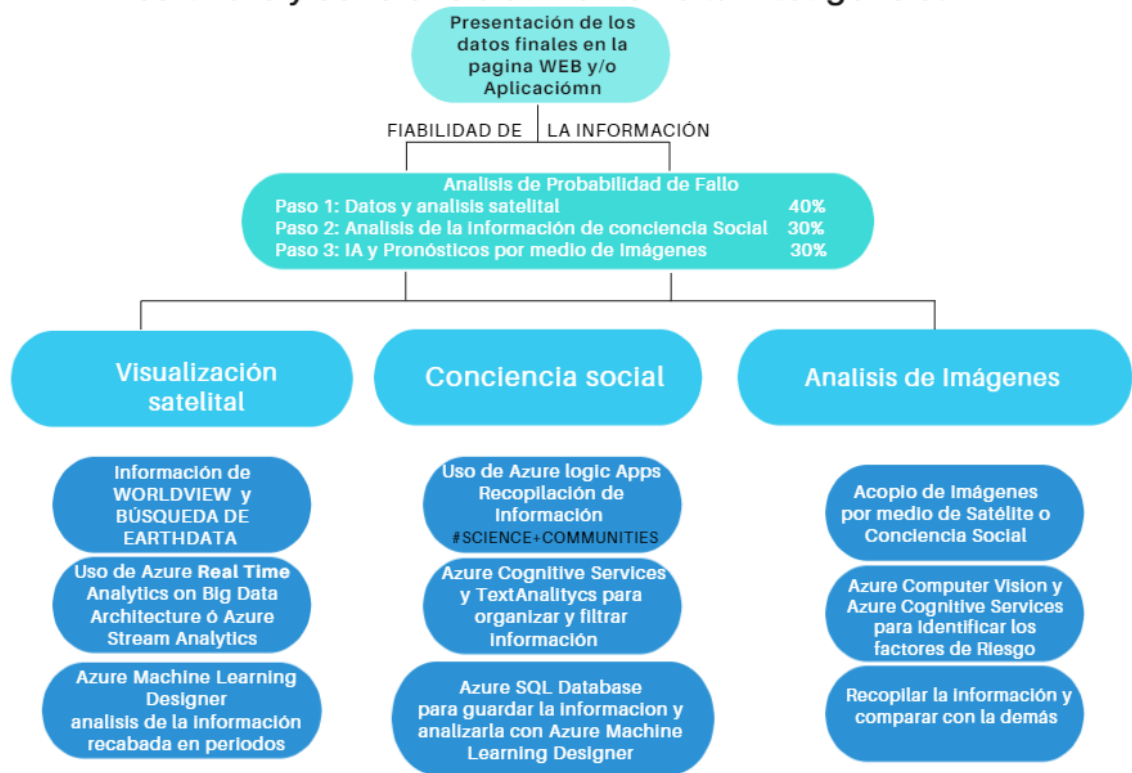 Presentación de los
datos finales en la
pagina WEB y/o
Aplicaciómn
FIABILIDAD DE LA INFORMACIÓN
Analisis de Probabilidad de Fallo
Paso 1: Datos y analisis satelital 40%
Paso 2: Analisis de la información de conciencia Social 30%
Paso 3: IA y Pronósticos por medio de Imágenes 30%
Visualización
satelital
Información de
WORLDVIEW y
BÚSQUEDA DE
EARTHDATA
Uso de Azure Real Time
Analytics on Big Data
Architecture ó Azure
Stream Analytics
Azure Machine Learning
Designer
analisis de la información
recabada en periodos
Conciencia social
Uso de Azure logic Apps
Recopilación de
Información
#SCIENCE+COMMUNITIES
Azure Cognitive Services
y TextAnalitycs para
organizar y filtrar
información
Azure SQL Database
para guardar la informacion y
analizarla con Azure Machine
Learning Designer
Analisis de Imágenes
Acopio de Imágenes
por medio de Satélite o
Conciencia Social
Azure Computer Vision y
Azure Cognitive Services
para identificar los
factores de Riesgo
Recopilar la información y
comparar con la demás